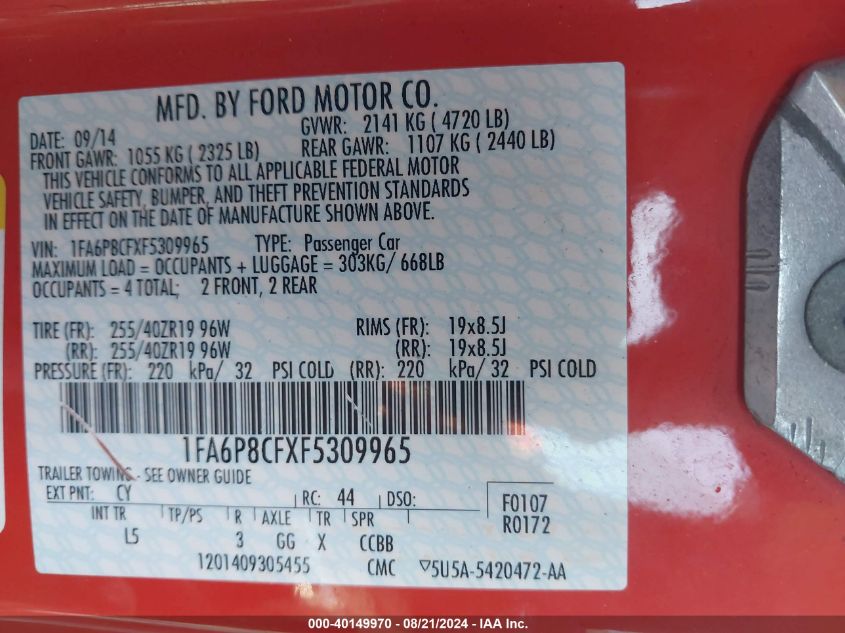 MFD. BY FORD MOTOR CO.
DATE: 09/14 GVWR: 2141 KG ( 4720 LB)
FRONT GAWR: 1055 KG ( 2325 LB) REAR GAWR: 1107 KG ( 2440 LB)
THIS VEHICLE CONFORMS TO ALL APPLICABLE FEDERAL MOTOR
VEHICLE SAFETY, BUMPER, AND THEFT PREVENTION STANDARDS
IN EFFECT ON THE DATE OF MANUFACTURE SHOWN ABOVE.
VIN: 1FA6P8CFXF5309965 TYPE: Passenger Car
MAXIMUM LOAD = OCCUPANTS + LUGGAGE = 303KG/ 668LB
OCCUPANTS = 4 TOTAL; 2 FRONT, 2 REAR
TIRE (FR): 255/40ZR19 96W RIMS (FR): 19x8.5J
(RR): 255/40ZR19 96W (RR): 19x8.5J
PRESSURE (FR): 220 kPa/ 32 PSI COLD (RR): 220 kPa/ 32 PSI COLD
1FA6P8CFXF5309965
TRAILER TOWING - SEE OWNER GUIDE
EXT PNT: CY RC: 44 DSO: F0107
INT TR TP/PS R AXLE TR SPR R0172
L5 3 GG X CCBB
1201409305455 CMC ▽5U5A-5420472-AA
000-40149970 - 08/21/2024 - IAA Inc.